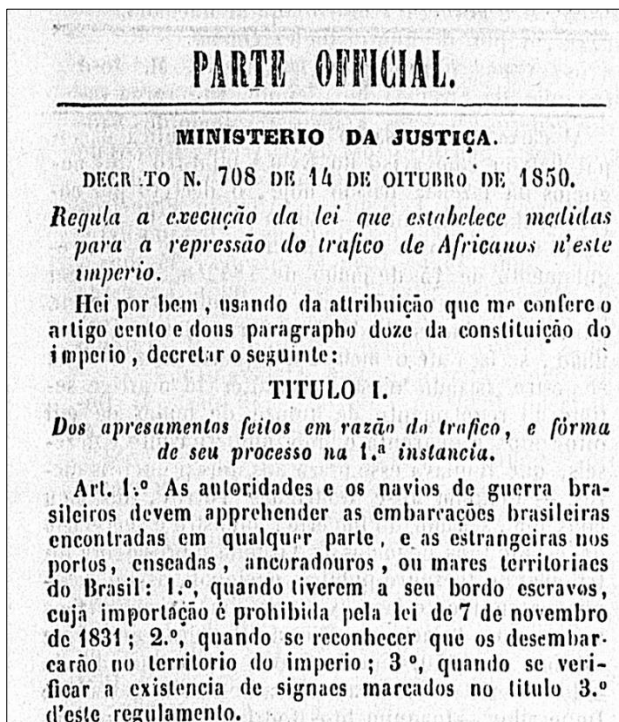 PARTE OFFICIAL.
MINISTERIO DA JUSTIÇA.
DECR.TO N. 708 DE 14 DE OITUBRO DE 1850.
Regula a execução da lei que estabelece medidas
para a repressão do trafico de Africanos n'este
imperio.
Hei por bem, usando da attribuição que me confere o
artigo cento e dous paragrapho doze da constituição do
imperio, decretar o seguinte:
TITULO I.
Dos apresamentos feitos em razão do trafico, e fórma
de seu processo na 1.ª instancia.
Art. 1.º As autoridades e os navios de guerra bra-
sileiros devem apprehender as embarcações brasileiras
encontradas em qualquer parte, e as estrangeiras nos
portos, enseadas, ancoradouros, ou mares territoriaes
do Brasil: 1.º, quando tiverem a seu bordo escravos,
cuja importação é prohibida pela lei de 7 de novembro
de 1831; 2.º, quando se reconhecer que os desembar-
carão no territorio do imperio; 3º, quando se veri-
ficar a existencia de signaes marcados no titulo 3.º
d'este regulamento.